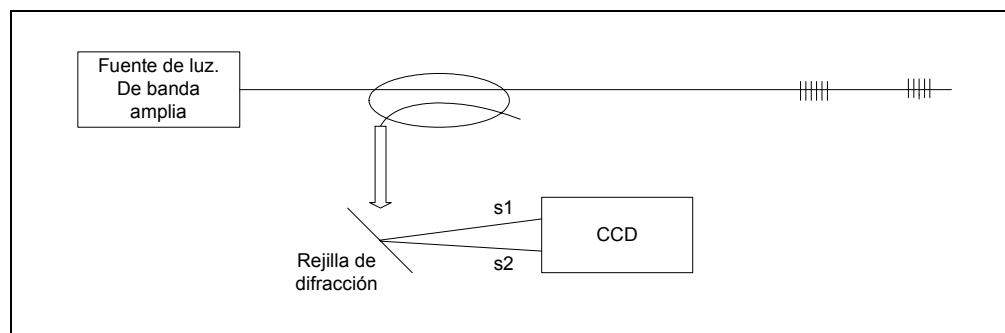 Fuente de luz.
De banda
amplia
s1
CCD
s2
Rejilla de
difracción